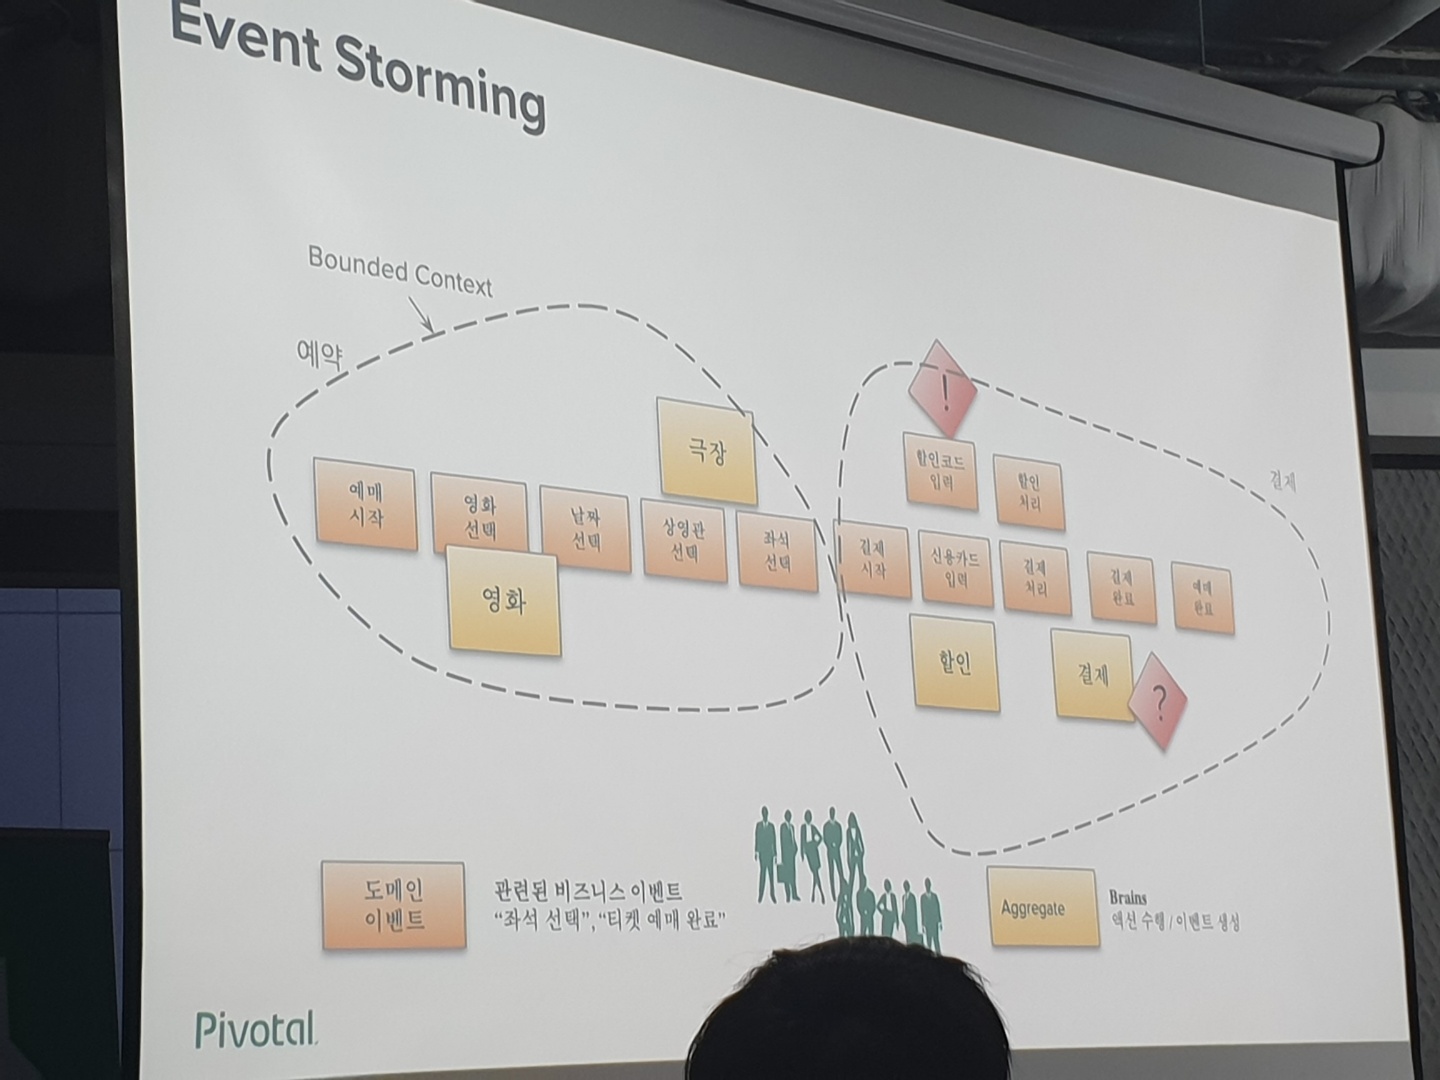 Event Storming
Bounded Context
예약
극장
예매
시작
영화
선택
날짜
선택
상영관
선택
좌석
선택
영화
결제
!
할인코드
입력
할인
처리
결제
시작
신용카드
입력
결제
처리
결제
완료
예매
완료
할인
결제
?
도메인
이벤트
관련된 비즈니스 이벤트
“좌석 선택”,“티켓 예매 완료”
Aggregate
Brains
액션 수행 / 이벤트 생성
Pivotal